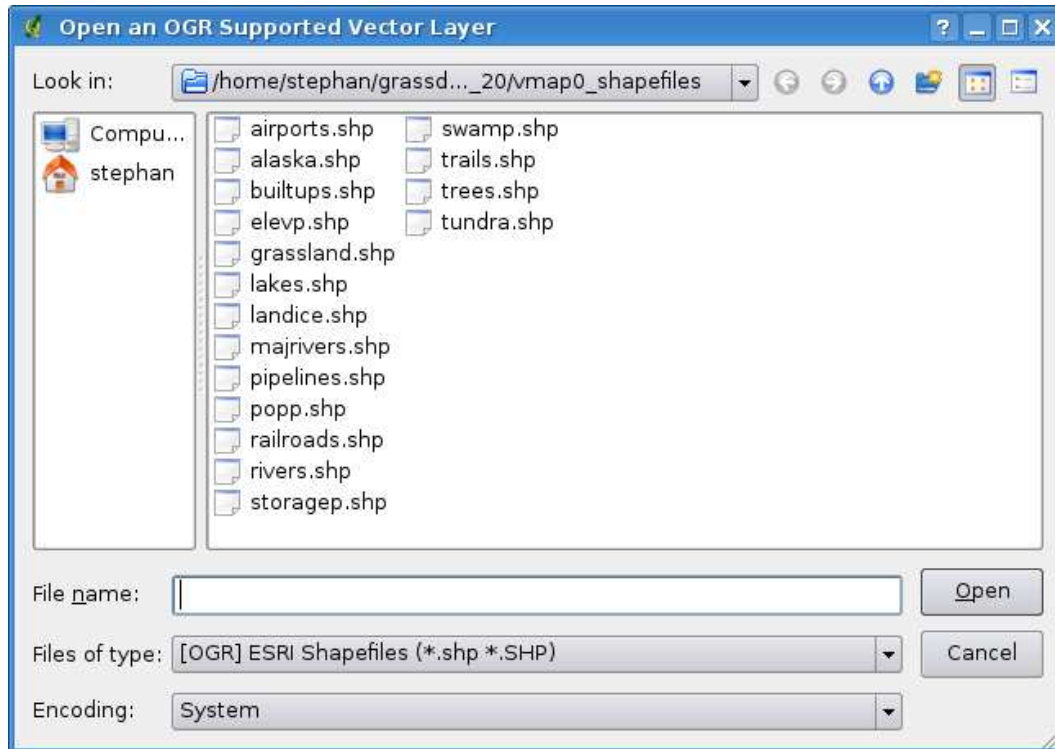 Open an OGR Supported Vector Layer
Look in: /home/stephan/grassd..._20/vmap0_shapefiles
Compu...
stephan
airports.shp
alaska.shp
builtups.shp
elevp.shp
grassland.shp
lakes.shp
landice.shp
majrivers.shp
pipelines.shp
popp.shp
railroads.shp
rivers.shp
storagep.shp
swamp.shp
trails.shp
trees.shp
tundra.shp
File name:
Open
Files of type: [OGR] ESRI Shapefiles (*.shp *.SHP)
Cancel
Encoding: System